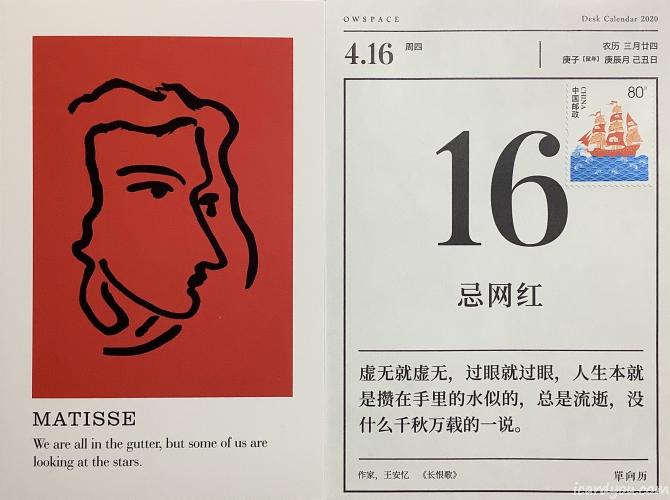 MATISSE
We are all in the gutter, but some of us are
looking at the stars.
OWSPACE
Desk Calendar 2020
4.16 周四
农历 三月廿四
庚子【鼠年】庚辰月 己丑日
中国邮政
CHINA
80分
16
忌网红
虚无就虚无，过眼就过眼，人生本就
是攒在手里的水似的，总是流逝，没
什么千秋万载的一说。
作家，王安忆 《长恨歌》
單向历
icardyou.com